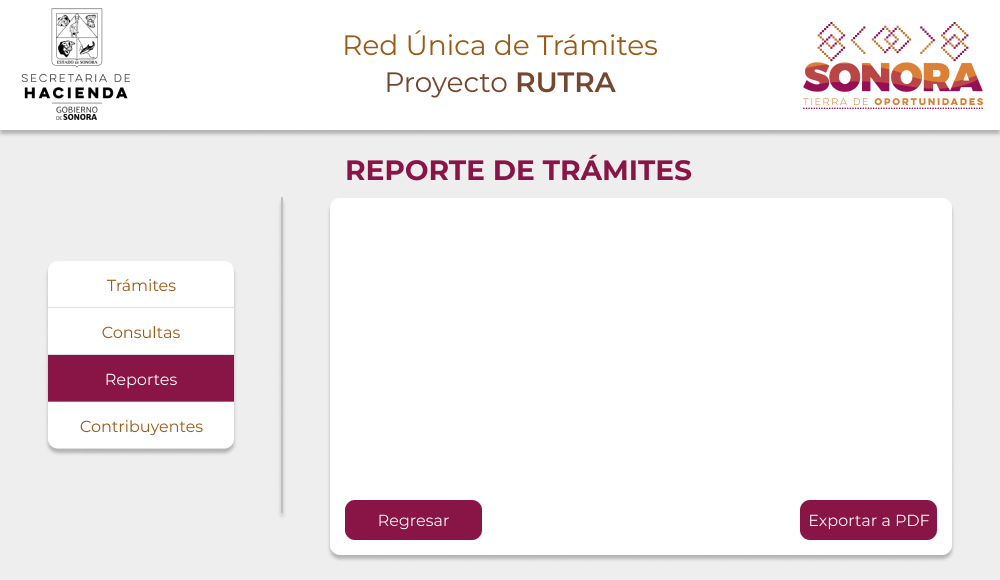 ESTADO de SONORA
SECRETARIA DE
HACIENDA
GOBIERNO
DE SONORA
Red Única de Trámites
Proyecto RUTRA
SONORA
TIERRA DE OPORTUNIDADES
REPORTE DE TRÁMITES
Trámites
Consultas
Reportes
Contribuyentes
Regresar
Exportar a PDF